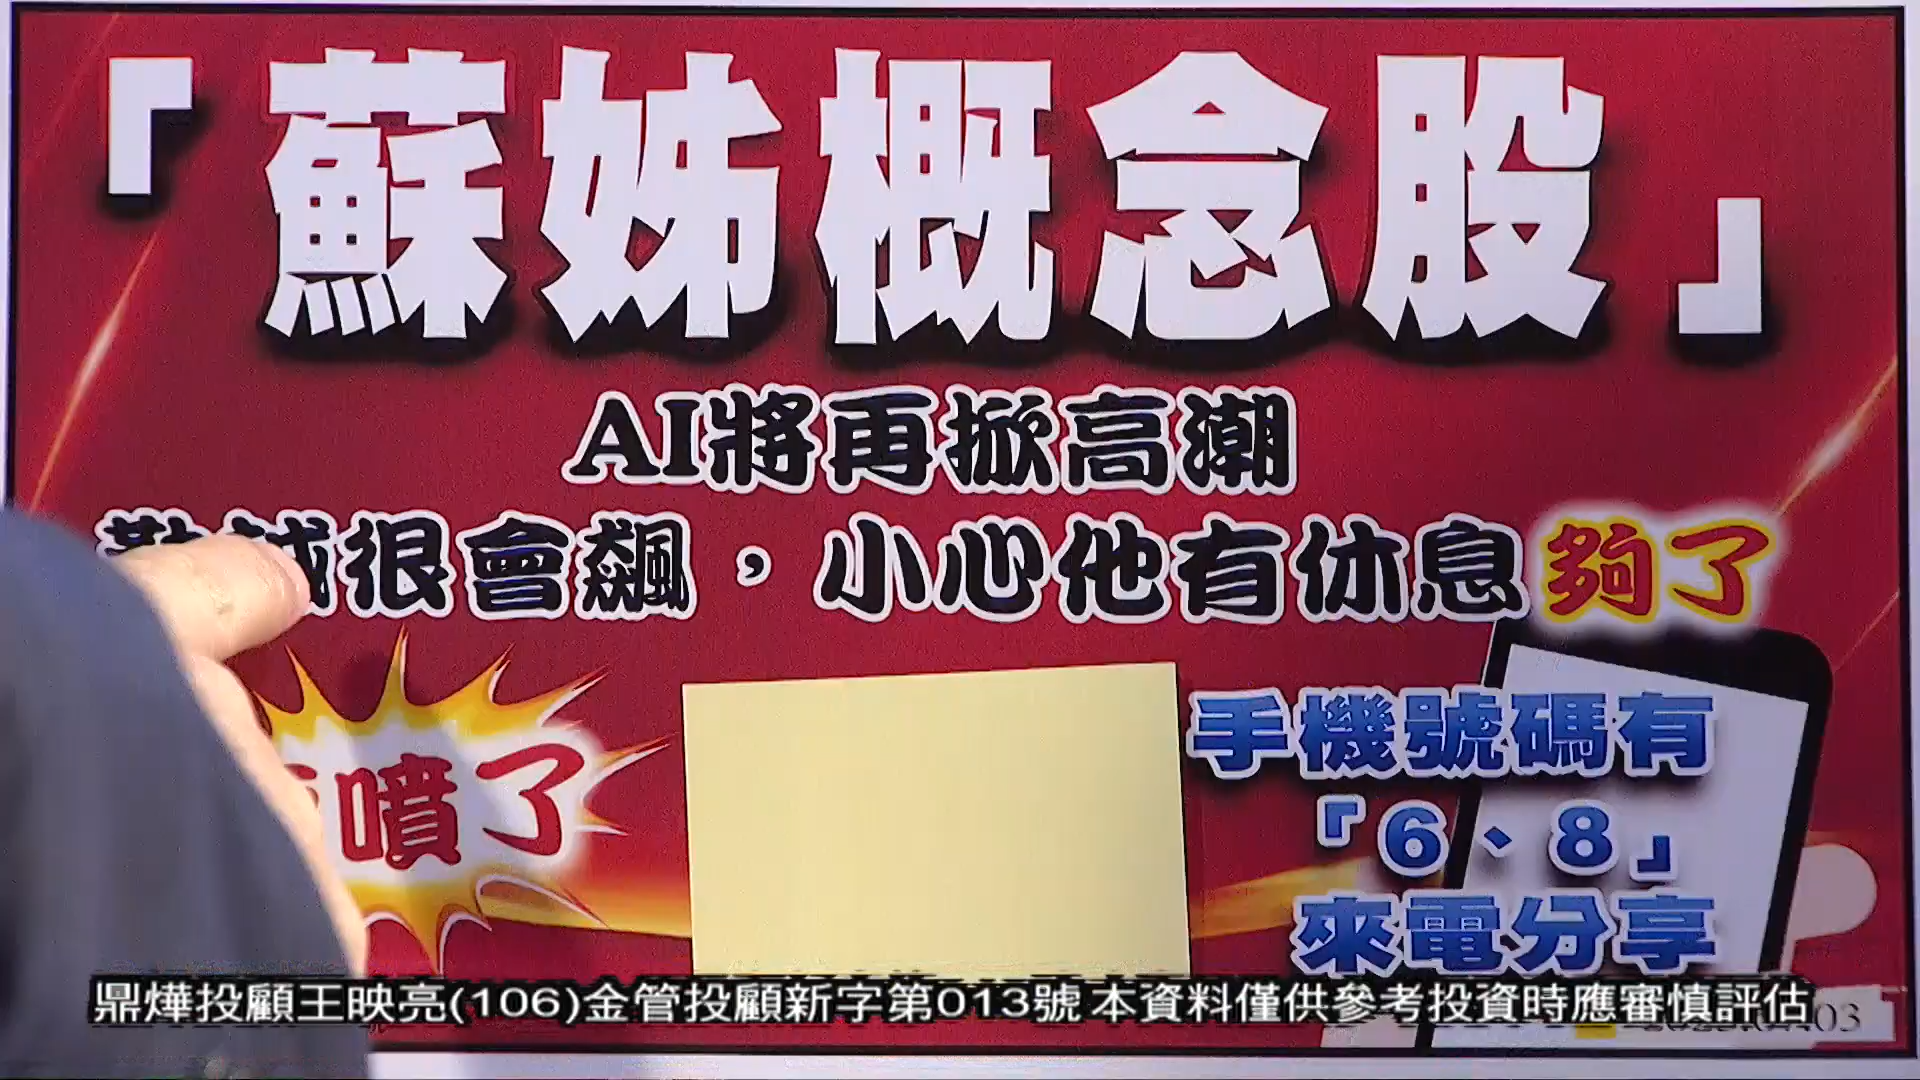 「蘇姊概念股」
AI將再掀高潮
勤誠很會飆，小心他有休息夠了
噴了
手機號碼有
「6、8」
來電分享
鼎燁投顧王映亮(106)金管投顧新字第013號 本資料僅供參考投資時應審慎評估